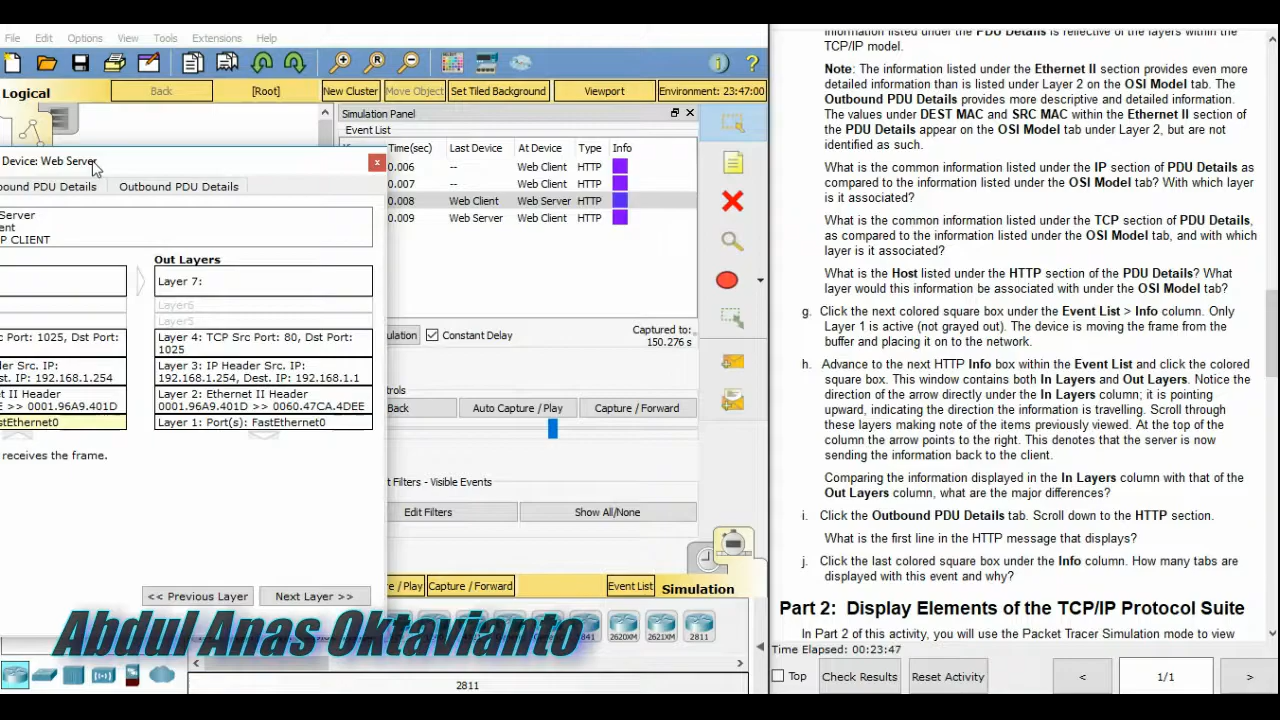 File Edit Options View Tools Extensions Help
Logical Back [Root] New Cluster Move Object Set Tiled Background Viewport Environment: 23:47:00
Simulation Panel
Event List
Time(sec) Last Device At Device Type Info
0.006 -- Web Client HTTP
0.007 -- Web Client HTTP
0.008 Web Client Web Server HTTP
0.009 Web Server Web Client HTTP
Constant Delay
Captured to:
150.276 s
Back Auto Capture / Play Capture / Forward
t Filters - Visible Events
Edit Filters Show All/None
e / Play Capture / Forward Event List Simulation
Device: Web Server
ound PDU Details Outbound PDU Details
Server
ent
P CLIENT
Out Layers
Layer 7:
Layer6
Layer5
c Port: 1025, Dst Port Layer 4: TCP Src Port: 80, Dst Port:
1025
der Src. IP: Layer 3: IP Header Src. IP:
st. IP: 192.168.1.254 192.168.1.254, Dest. IP: 192.168.1.1
t II Header Layer 2: Ethernet II Header
E >> 0001.96A9.401D 0001.96A9.401D >> 0060.47CA.4DEE
stEthernet0 Layer 1: Port(s): FastEthernet0
receives the frame.
<< Previous Layer Next Layer >>
Abdul Anas Oktavianto
2620XM 2621XM 2811
2811
information listed under the PDU Details is reflective of the layers within the
TCP/IP model.
Note: The information listed under the Ethernet II section provides even more
detailed information than is listed under Layer 2 on the OSI Model tab. The
Outbound PDU Details provides more descriptive and detailed information.
The values under DEST MAC and SRC MAC within the Ethernet II section of
the PDU Details appear on the OSI Model tab under Layer 2, but are not
identified as such.
What is the common information listed under the IP section of PDU Details as
compared to the information listed under the OSI Model tab? With which layer
is it associated?
What is the common information listed under the TCP section of PDU Details,
as compared to the information listed under the OSI Model tab, and with which
layer is it associated?
What is the Host listed under the HTTP section of the PDU Details? What
layer would this information be associated with under the OSI Model tab?
g. Click the next colored square box under the Event List > Info column. Only
Layer 1 is active (not grayed out). The device is moving the frame from the
buffer and placing it on to the network.
h. Advance to the next HTTP Info box within the Event List and click the colored
square box. This window contains both In Layers and Out Layers. Notice the
direction of the arrow directly under the In Layers column; it is pointing
upward, indicating the direction the information is travelling. Scroll through
these layers making note of the items previously viewed. At the top of the
column the arrow points to the right. This denotes that the server is now
sending the information back to the client.
Comparing the information displayed in the In Layers column with that of the
Out Layers column, what are the major differences?
i. Click the Outbound PDU Details tab. Scroll down to the HTTP section.
What is the first line in the HTTP message that displays?
j. Click the last colored square box under the Info column. How many tabs are
displayed with this event and why?
Part 2: Display Elements of the TCP/IP Protocol Suite
In Part 2 of this activity, you will use the Packet Tracer Simulation mode to view
Time Elapsed: 00:23:47
Top Check Results Reset Activity < 1/1 >